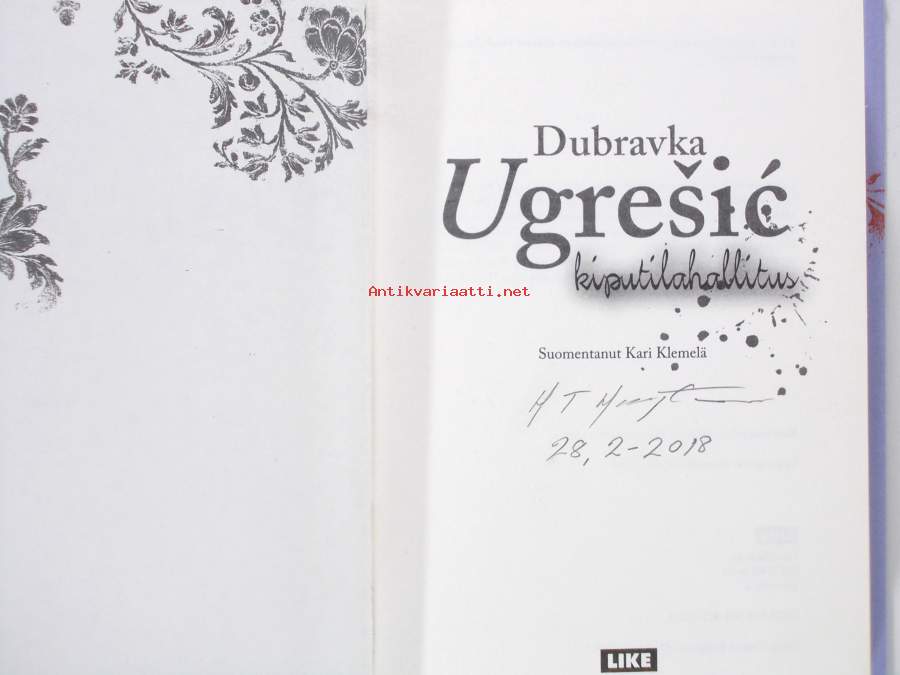 Dubravka
Ugrešić
kiputilahallitus
Antikvariaatti.net
Suomentanut Kari Klemelä
28, 2-2018
LIKE